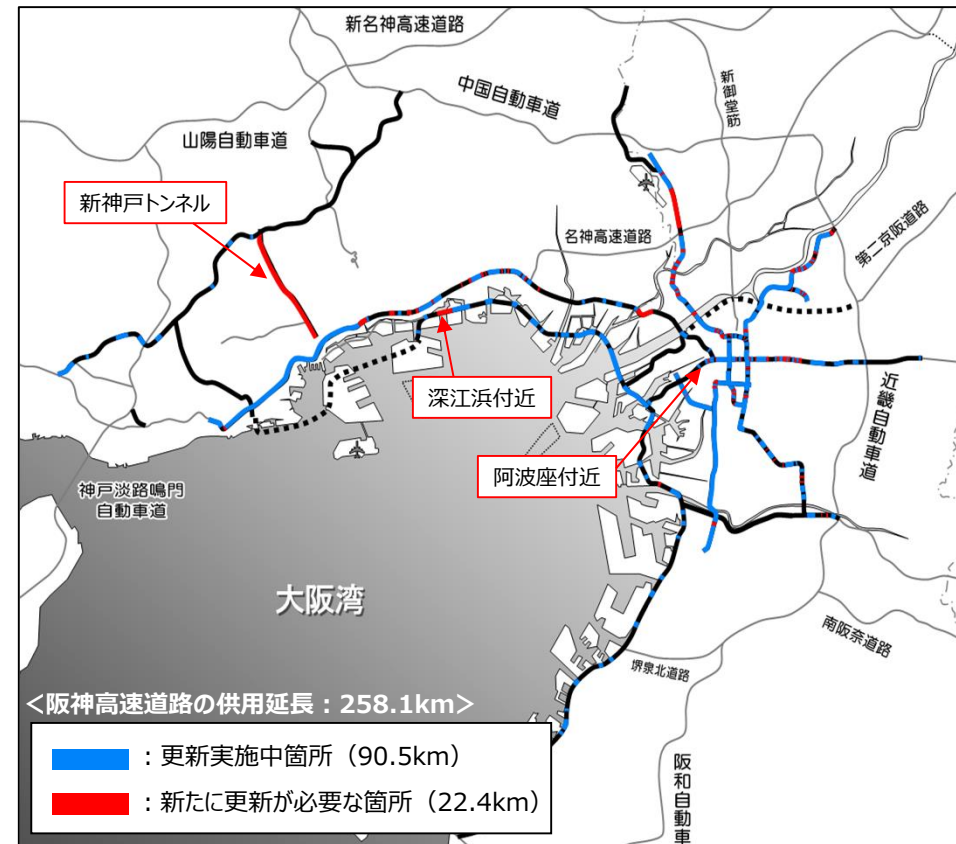 新名神高速道路
中国自動車道
新御堂筋
山陽自動車道
新神戸トンネル
名神高速道路
第二京阪道路
深江浜付近
近畿自動車道
阿波座付近
神戸淡路鳴門
自動車道
大阪湾
南阪奈道路
堺泉北道路
<阪神高速道路の供用延長：258.1km>
：更新実施中箇所（90.5km）
：新たに更新が必要な箇所（22.4km）
阪和自動車